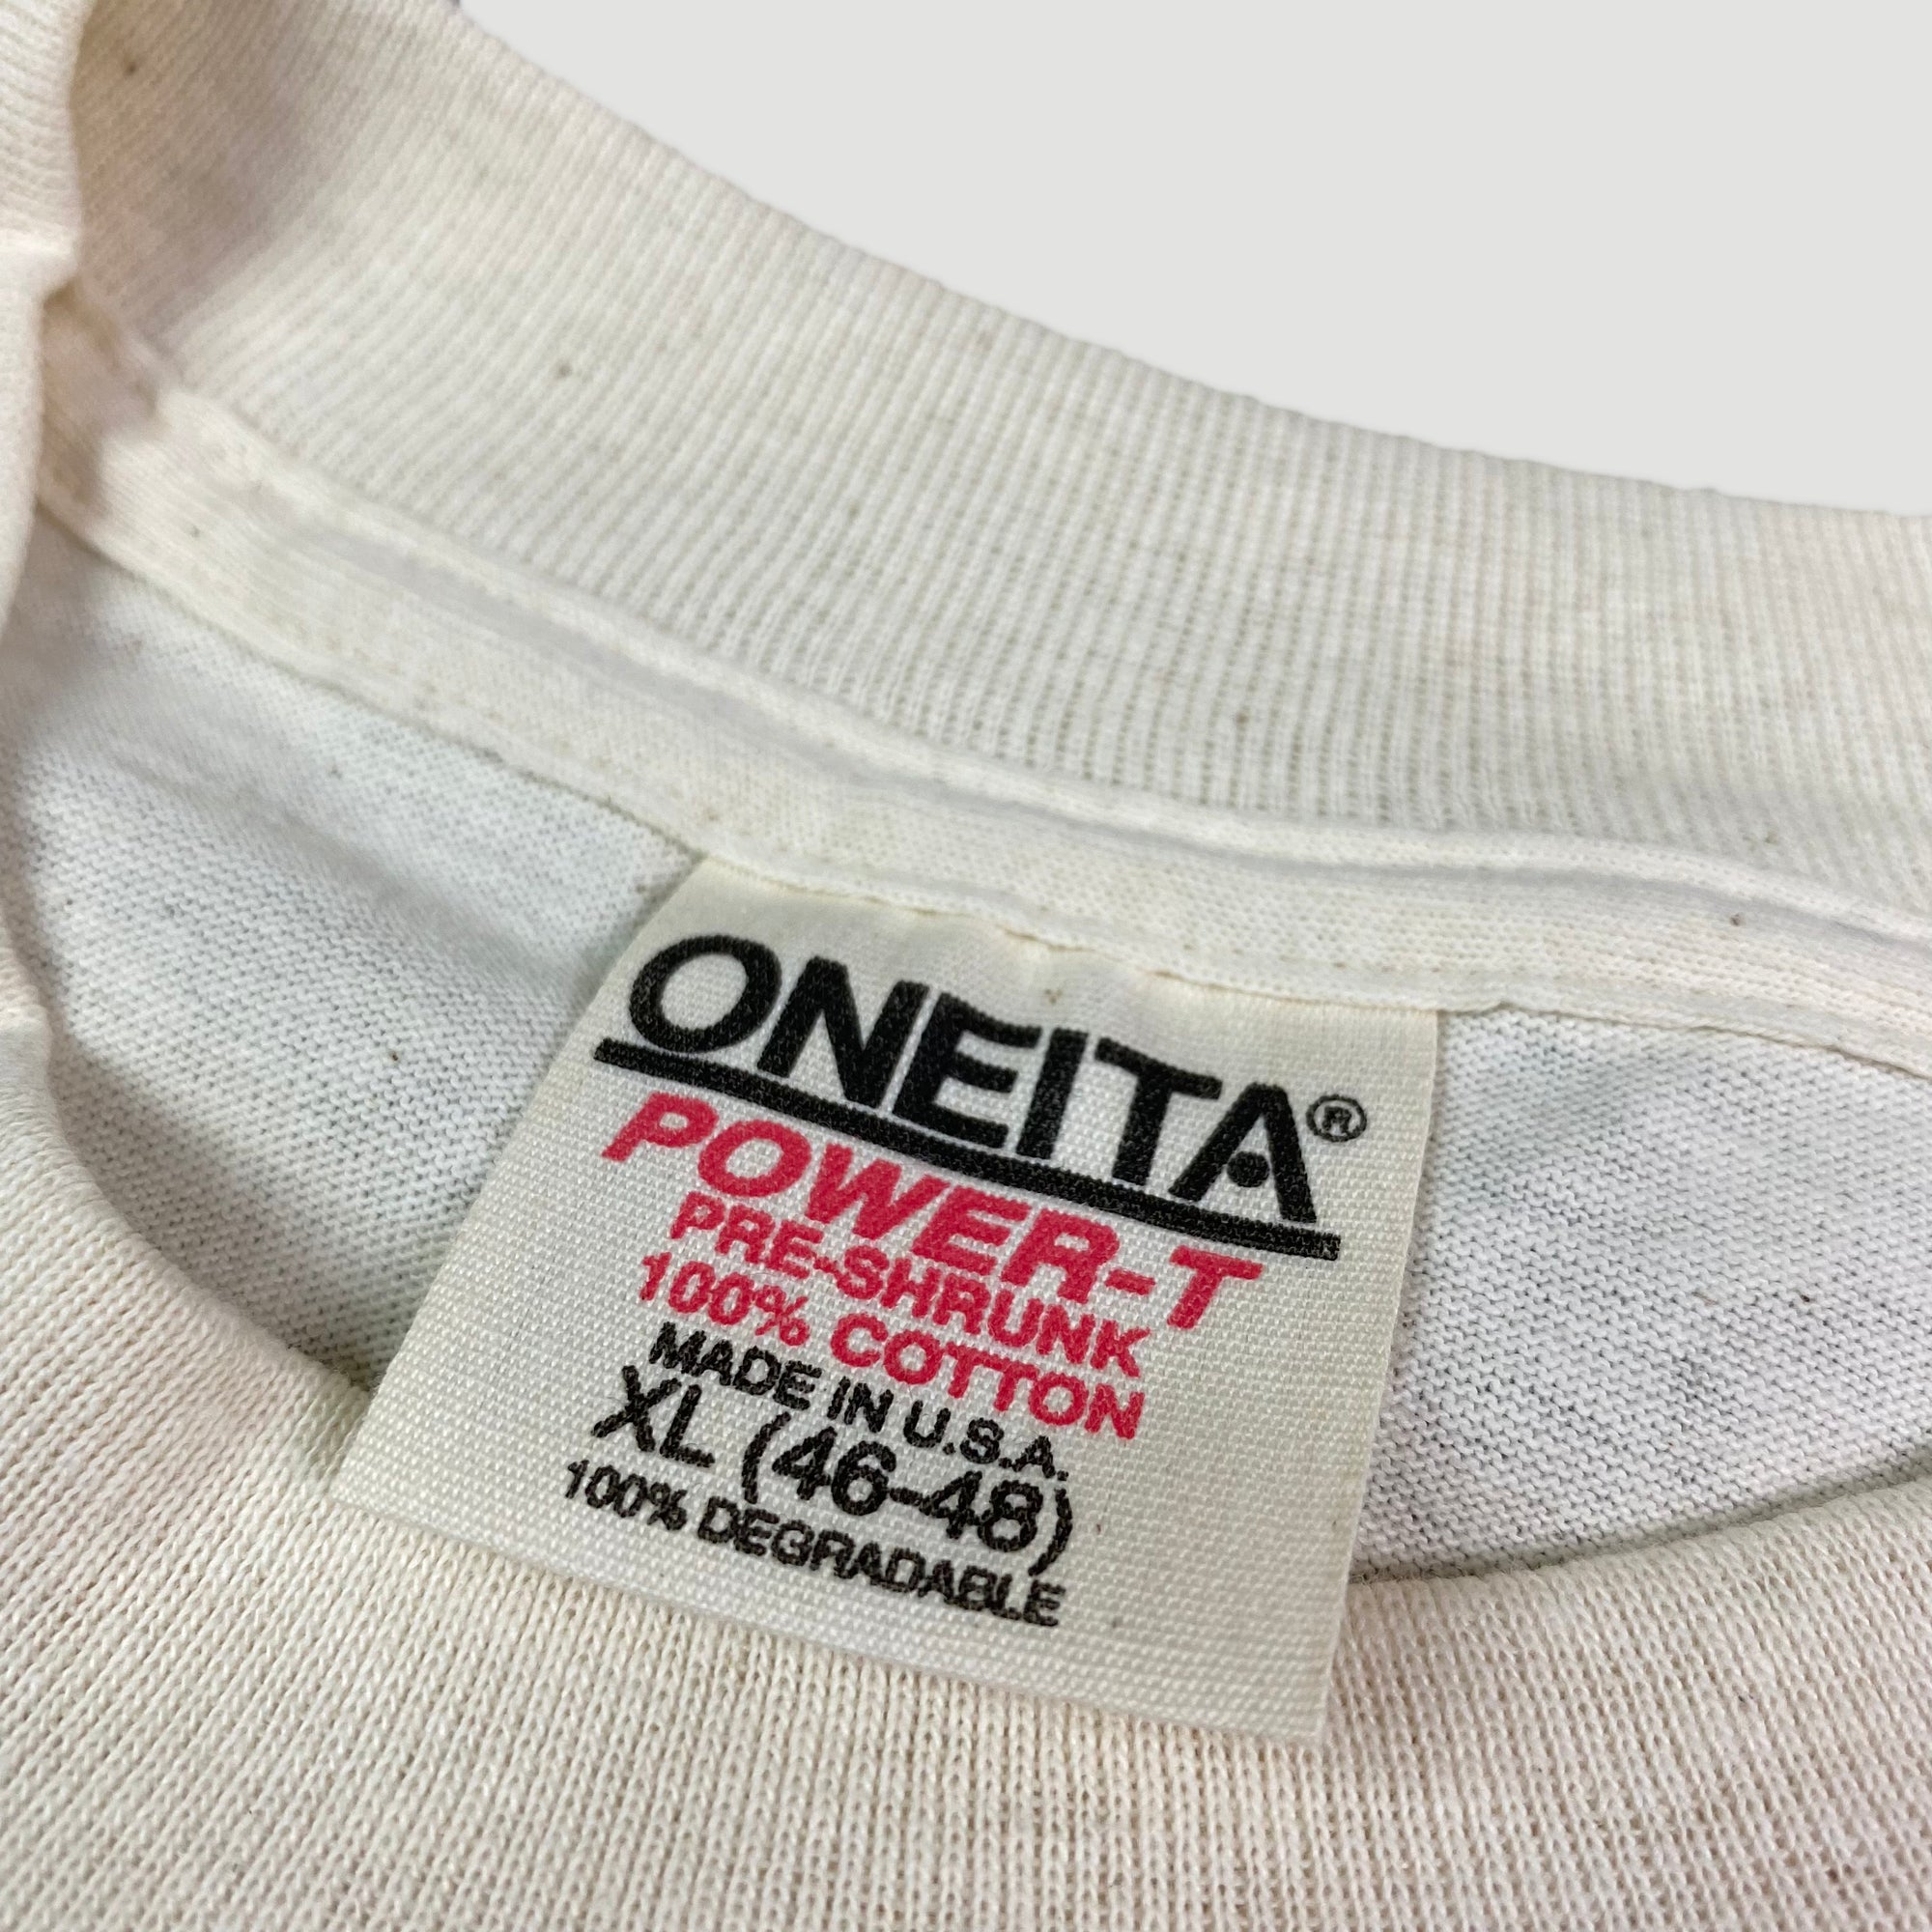 ONEITA®
POWER-T
PRE-SHRUNK
100% COTTON
MADE IN U.S.A.
XL (46-48)
100% DEGRADABLE